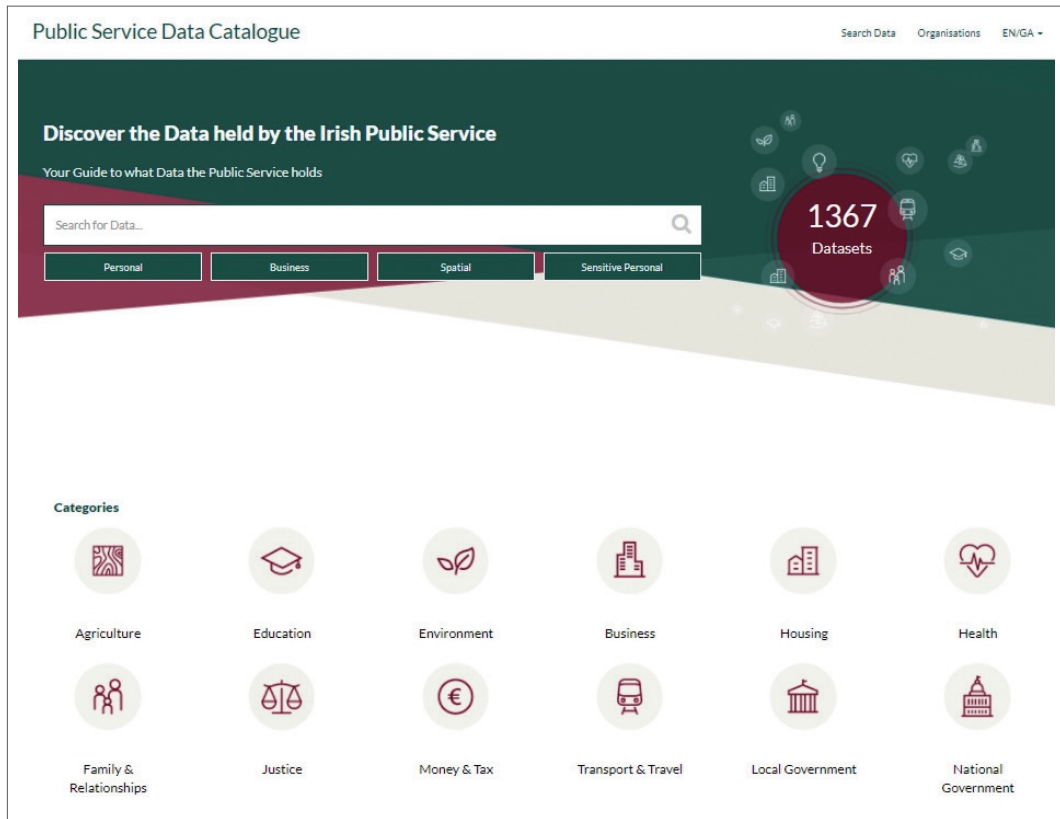 Public Service Data Catalogue
Search Data Organisations EN/GA
Discover the Data held by the Irish Public Service
Your Guide to what Data the Public Service holds
Search for Data...
Personal Business Spatial Sensitive Personal
1367
Datasets
Categories
Agriculture Education Environment Business Housing Health
Family & Justice Money & Tax Transport & Travel Local Government National
Relationships Government